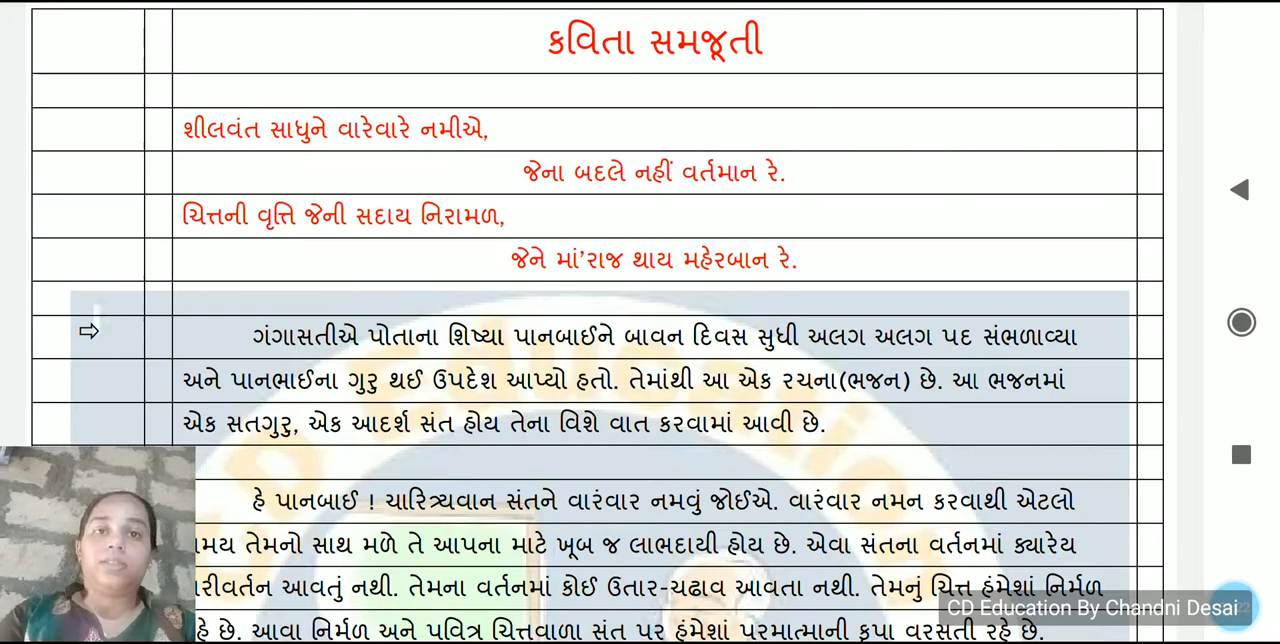 કવિતા સમજૂતી
શીલવંત સાધુને વારેવારે નમીએ,
જેના બદલે નહીં વર્તમાન રે.
ચિત્તની વૃત્તિ જેની સદાય નિરામળ,
જેને માં'રાજ થાય મહેરબાન રે.
⇨ ગંગાસતીએ પોતાના શિષ્યા પાનબાઈને બાવન દિવસ સુધી અલગ અલગ પદ સંભળાવ્યા
અને પાનભાઈના ગુરુ થઈ ઉપદેશ આપ્યો હતો. તેમાંથી આ એક રચના(ભજન) છે. આ ભજનમાં
એક સતગુરુ, એક આદર્શ સંત હોય તેના વિશે વાત કરવામાં આવી છે.
હે પાનબાઈ ! ચારિત્ર્યવાન સંતને વારંવાર નમવું જોઈએ. વારંવાર નમન કરવાથી એટલો
તેમનો સાથ મળે તે આપના માટે ખૂબ જ લાભદાયી હોય છે. એવા સંતના વર્તનમાં ક્યારેય
આવતું નથી. તેમના વર્તનમાં કોઈ ઉતાર-ચઢાવ આવતા નથી. તેમનું ચિત્ત હંમેશાં નિર્મળ
છે. આવા નિર્મળ અને પવિત્ર ચિત્તવાળા સંત પર હંમેશાં પરમાત્માની કૃપા વરસતી રહે છે.
CD Education By Chandni Desai
CD Education